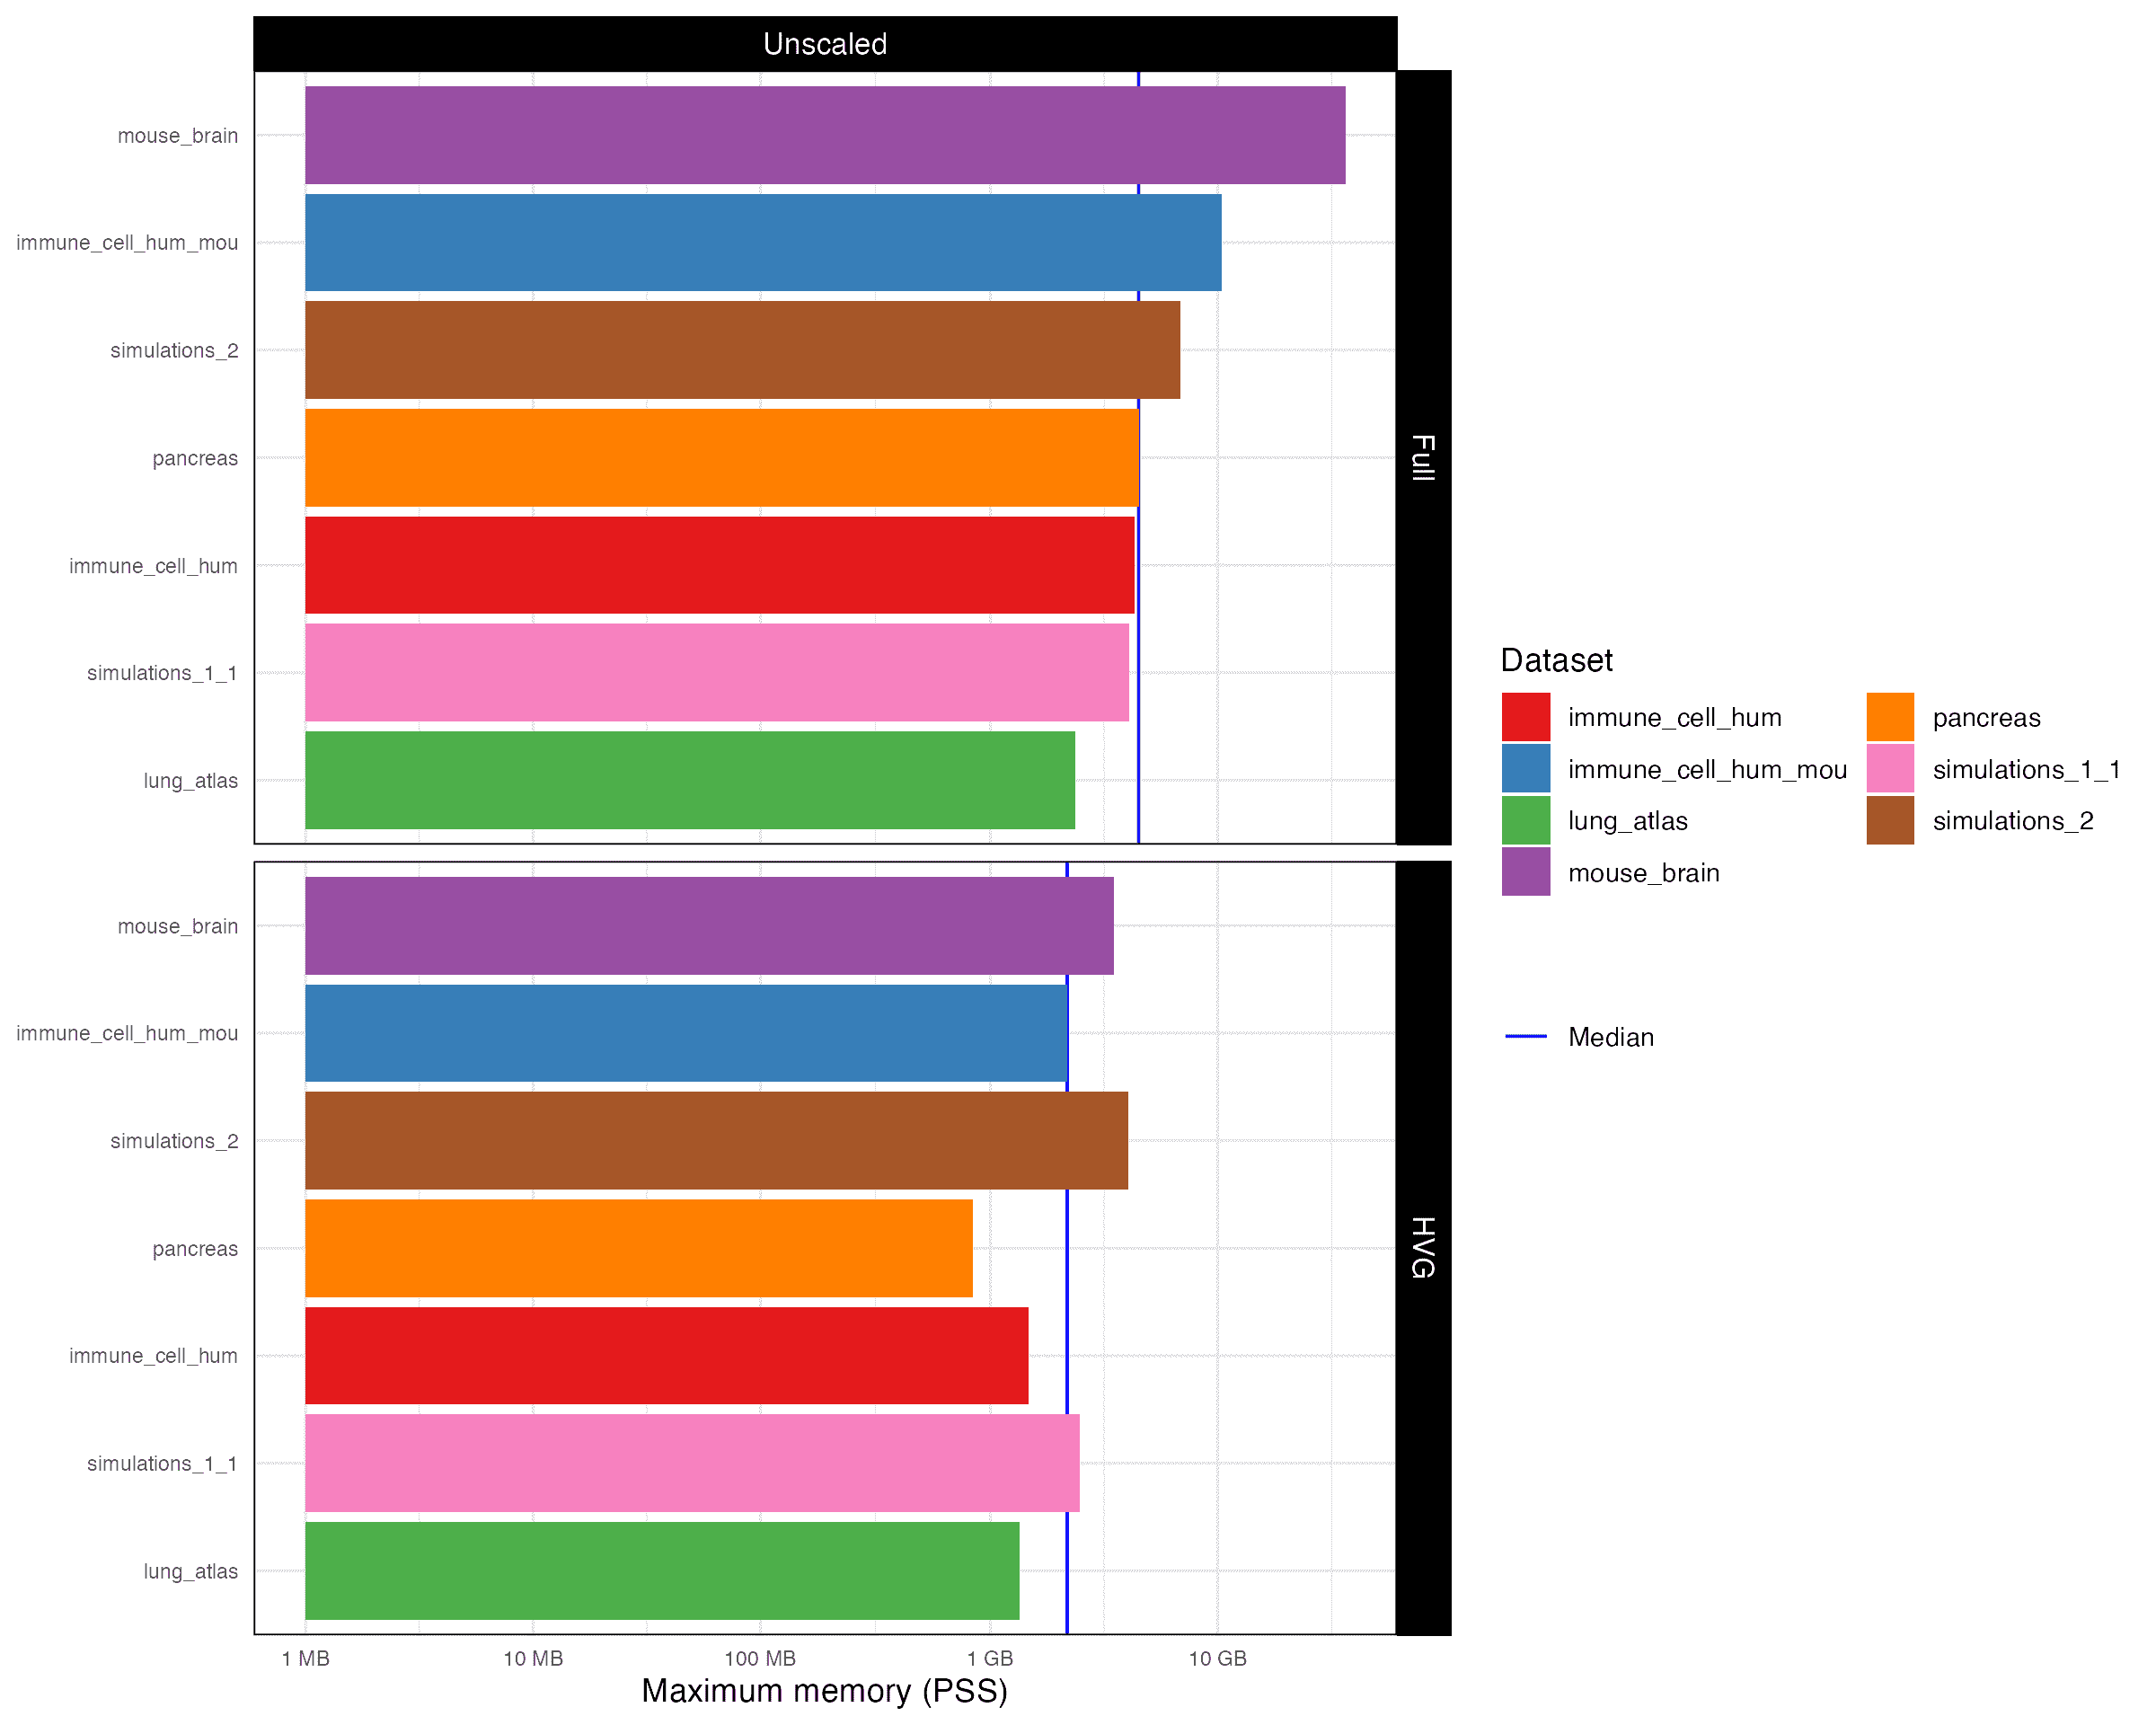 Unscaled
mouse_brain
immune_cell_hum_mou
simulations_2
pancreas
immune_cell_hum
simulations_1_1
lung_atlas
Full
mouse_brain
immune_cell_hum_mou
simulations_2
pancreas
immune_cell_hum
simulations_1_1
lung_atlas
HVG
1 MB 10 MB 100 MB 1 GB 10 GB
Maximum memory (PSS)
Dataset
immune_cell_hum
immune_cell_hum_mou
lung_atlas
mouse_brain
pancreas
simulations_1_1
simulations_2
Median